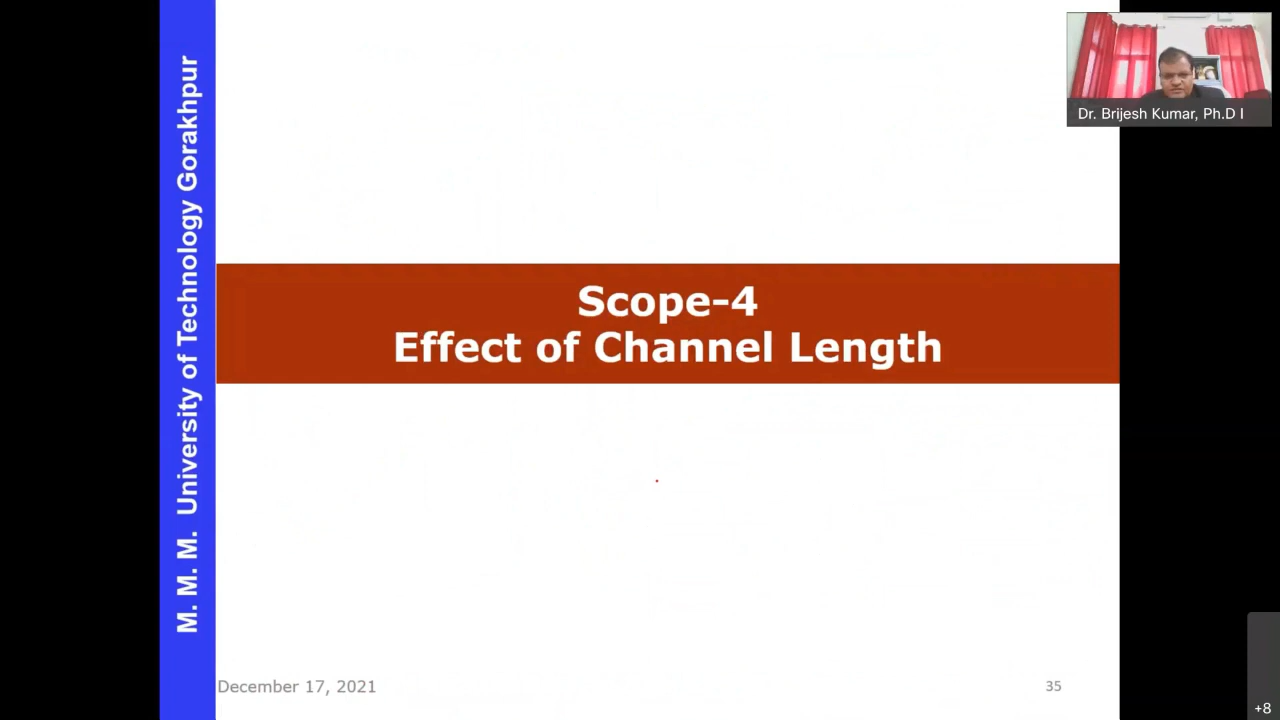 M. M. M. University of Technology Gorakhpur
Scope-4
Effect of Channel Length
December 17, 2021
35
Dr. Brijesh Kumar, Ph.D I
+8